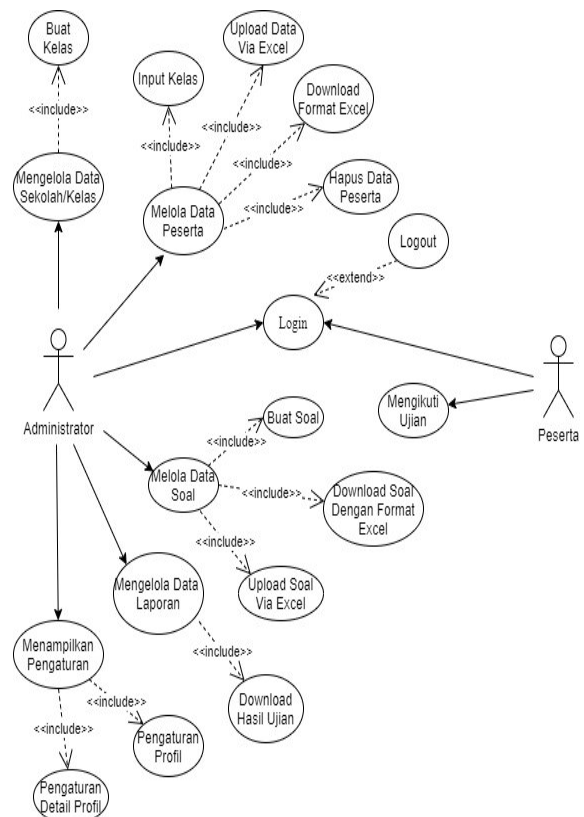 Buat
Kelas
Upload Data
Via Excel
Input Kelas
Download
Format Excel
<<include>>
<<include>>
<<include>>
<<include>>
Mengelola Data
Sekolah/Kelas
Hapus Data
Peserta
<<include>>
Melola Data
Peserta
Logout
<<extend>>
Login
Administrator
Mengikuti
Ujian
Peserta
Buat Soal
<<include>>
Melola Data
Soal
<<include>>
Download Soal
Dengan Format
Excel
<<include>>
Mengelola Data
Laporan
Upload Soal
Via Excel
Menampilkan
Pengaturan
<<include>>
<<include>>
Download
Hasil Ujian
<<include>>
Pengaturan
Profil
Pengaturan
Detail Profil